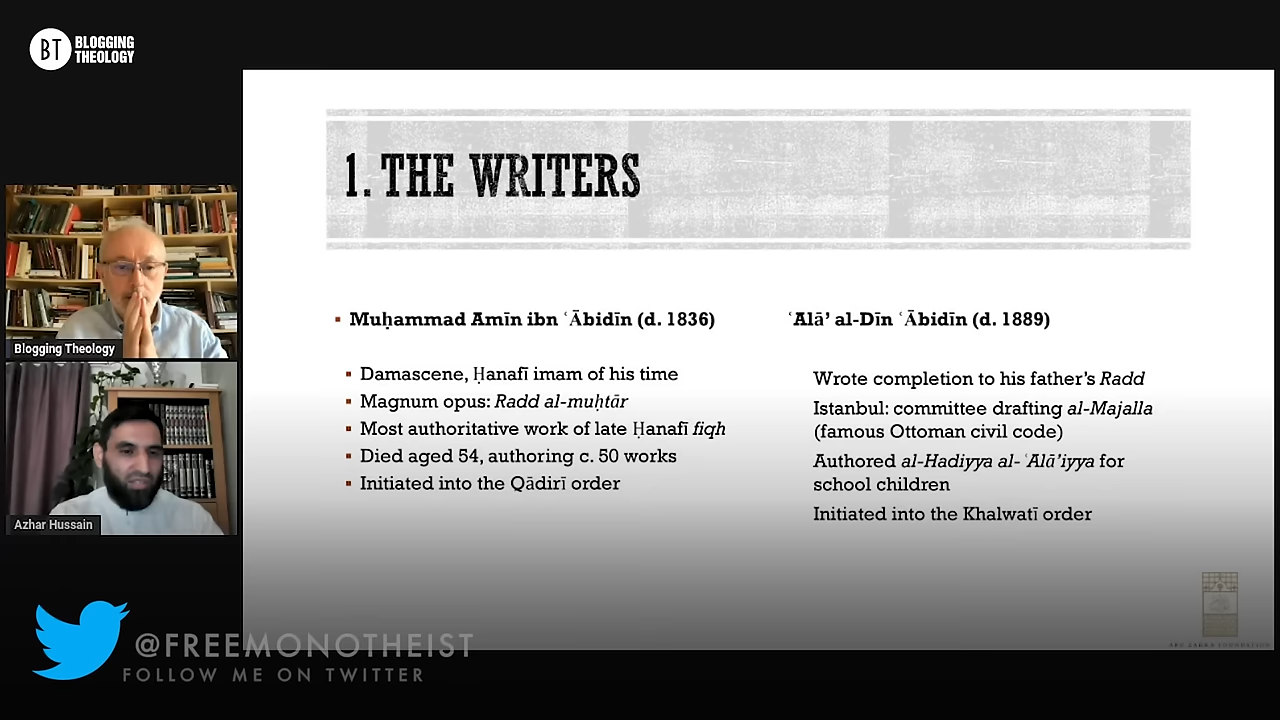 BT BLOGGING
THEOLOGY
1. THE WRITERS
▪ Muḥammad Amīn ibn ʿĀbidīn (d. 1836)
▪ Damascene, Ḥanafī imam of his time
▪ Magnum opus: Radd al-muḥtār
▪ Most authoritative work of late Ḥanafī fiqh
▪ Died aged 54, authoring c. 50 works
▪ Initiated into the Qādirī order
ʿAlā’ al-Dīn ʿĀbidīn (d. 1889)
Wrote completion to his father’s Radd
Istanbul: committee drafting al-Majalla
(famous Ottoman civil code)
Authored al-Hadiyya al-ʿAlā’iyya for
school children
Initiated into the Khalwatī order
Blogging Theology
Azhar Hussain
@FREEMONOTHEIST
FOLLOW ME ON TWITTER